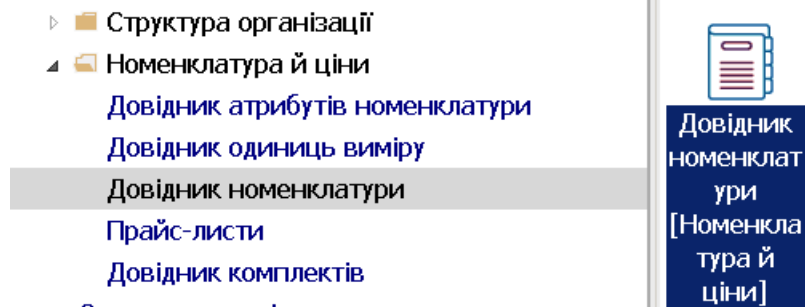 Структура організації
Номенклатура й ціни
Довідник атрибутів номенклатури
Довідник одиниць виміру
Довідник номенклатури
Прайс-листи
Довідник комплектів
Довідник
номенклат
ури
[Номенкла
тура й
ціни]